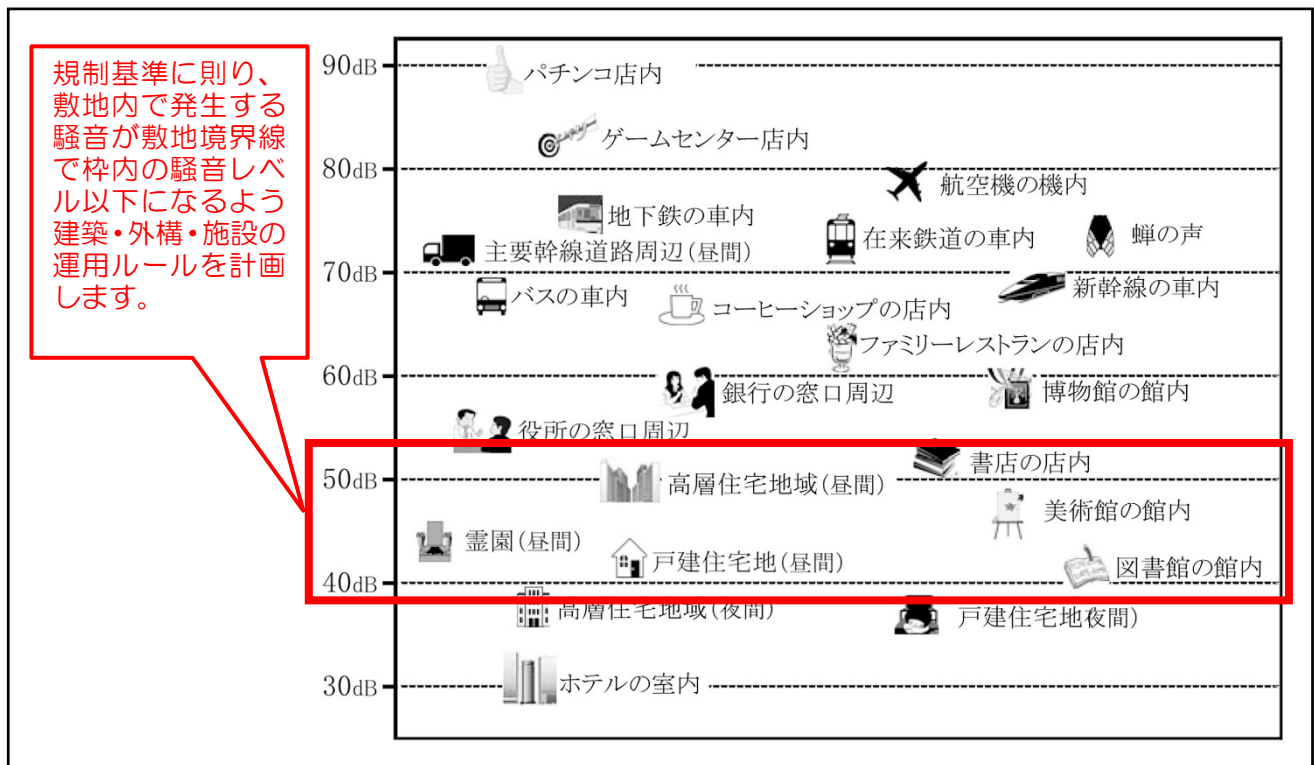 規制基準に則り、
敷地内で発生する
騒音が敷地境界線
で枠内の騒音レベ
ル以下になるよう
建築・外構・施設の
運用ルールを計画
します。
90dB
パチンコ店内
ゲームセンター店内
80dB
航空機の機内
地下鉄の車内
在来鉄道の車内
蝉の声
主要幹線道路周辺(昼間)
70dB
バスの車内
コーヒーショップの店内
新幹線の車内
ファミリーレストランの店内
60dB
銀行の窓口周辺
博物館の館内
役所の窓口周辺
書店の店内
50dB
高層住宅地域(昼間)
美術館の館内
霊園(昼間)
戸建住宅地(昼間)
図書館の館内
40dB
高層住宅地域(夜間)
戸建住宅地夜間)
30dB
ホテルの室内